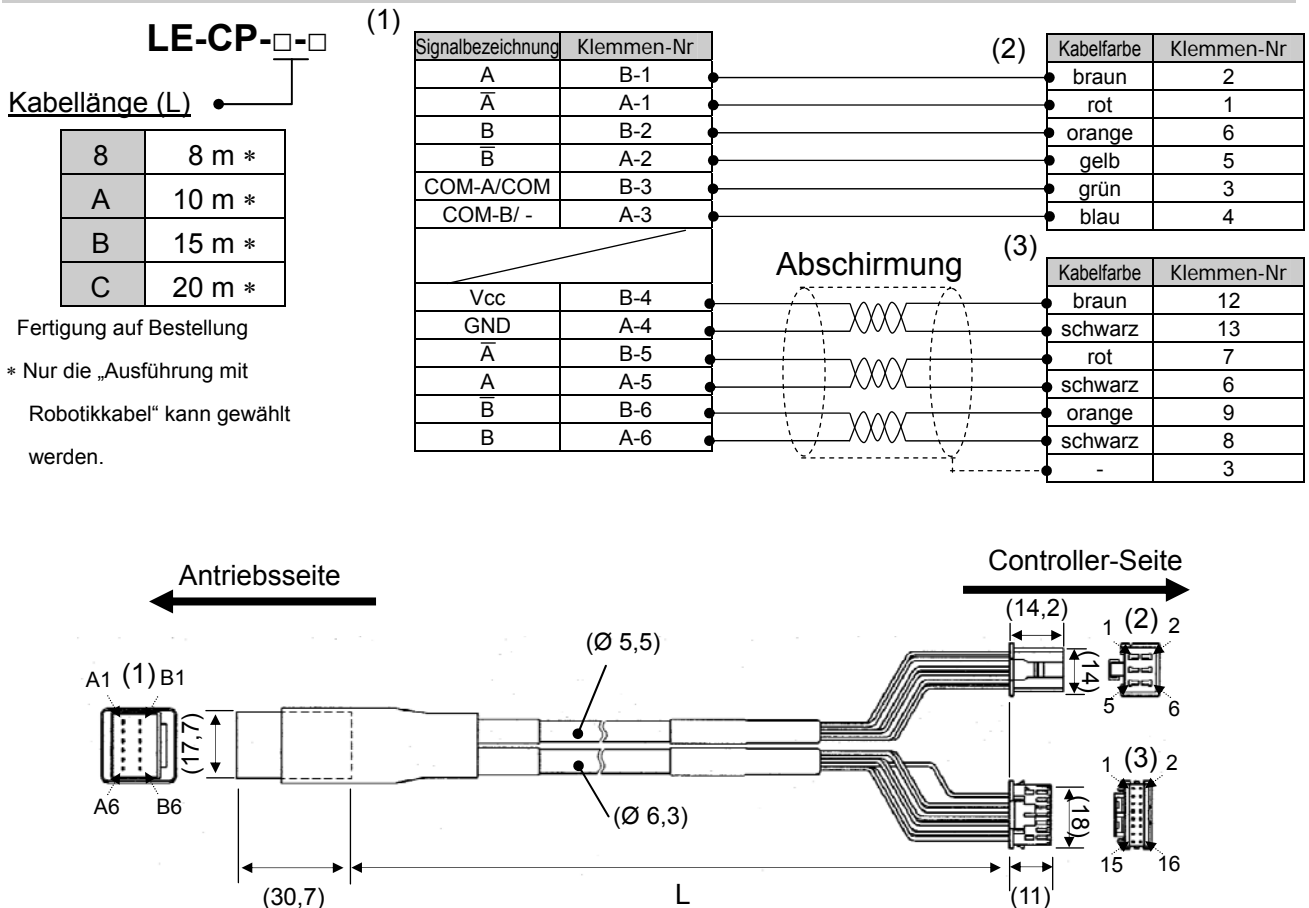 LE-CP-□-□
Kabellänge (L)
8 8 m *
A 10 m *
B 15 m *
C 20 m *
Fertigung auf Bestellung
* Nur die „Ausführung mit
Robotikkabel“ kann gewählt
werden.
(1)
Signalbezeichnung Klemmen-Nr
A B-1
A̅ A-1
B B-2
B̅ A-2
COM-A/COM B-3
COM-B/ - A-3
Vcc B-4
GND A-4
A̅ B-5
A A-5
B̅ B-6
B A-6
Abschirmung
(2)
Kabelfarbe Klemmen-Nr
braun 2
rot 1
orange 6
gelb 5
grün 3
blau 4
(3)
Kabelfarbe Klemmen-Nr
braun 12
schwarz 13
rot 7
schwarz 6
orange 9
schwarz 8
- 3
Antriebsseite
Controller-Seite
A1 (1) B1
A6 B6
(17,7)
(30,7)
(Ø 5,5)
(Ø 6,3)
L
(14,2)
(14)
1 (2) 2
5 6
(18)
(11)
1 (3) 2
15 16